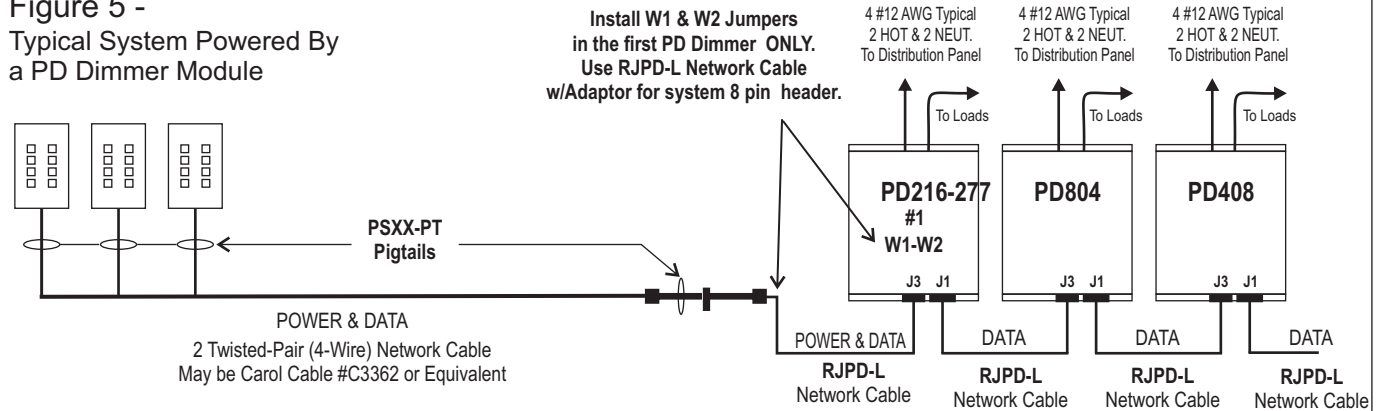 Figure 5 -
Typical System Powered By
a PD Dimmer Module
Install W1 & W2 Jumpers
in the first PD Dimmer ONLY.
Use RJPD-L Network Cable
w/Adaptor for system 8 pin header.
4 #12 AWG Typical
2 HOT & 2 NEUT.
To Distribution Panel
4 #12 AWG Typical
2 HOT & 2 NEUT.
To Distribution Panel
4 #12 AWG Typical
2 HOT & 2 NEUT.
To Distribution Panel
To Loads
To Loads
To Loads
PD216-277
#1
W1-W2
J3 J1
PD804
J3 J1
PD408
J3 J1
PSXX-PT
Pigtails
POWER & DATA
2 Twisted-Pair (4-Wire) Network Cable
May be Carol Cable #C3362 or Equivalent
POWER & DATA
RJPD-L
Network Cable
DATA
RJPD-L
Network Cable
DATA
RJPD-L
Network Cable
DATA
RJPD-L
Network Cable